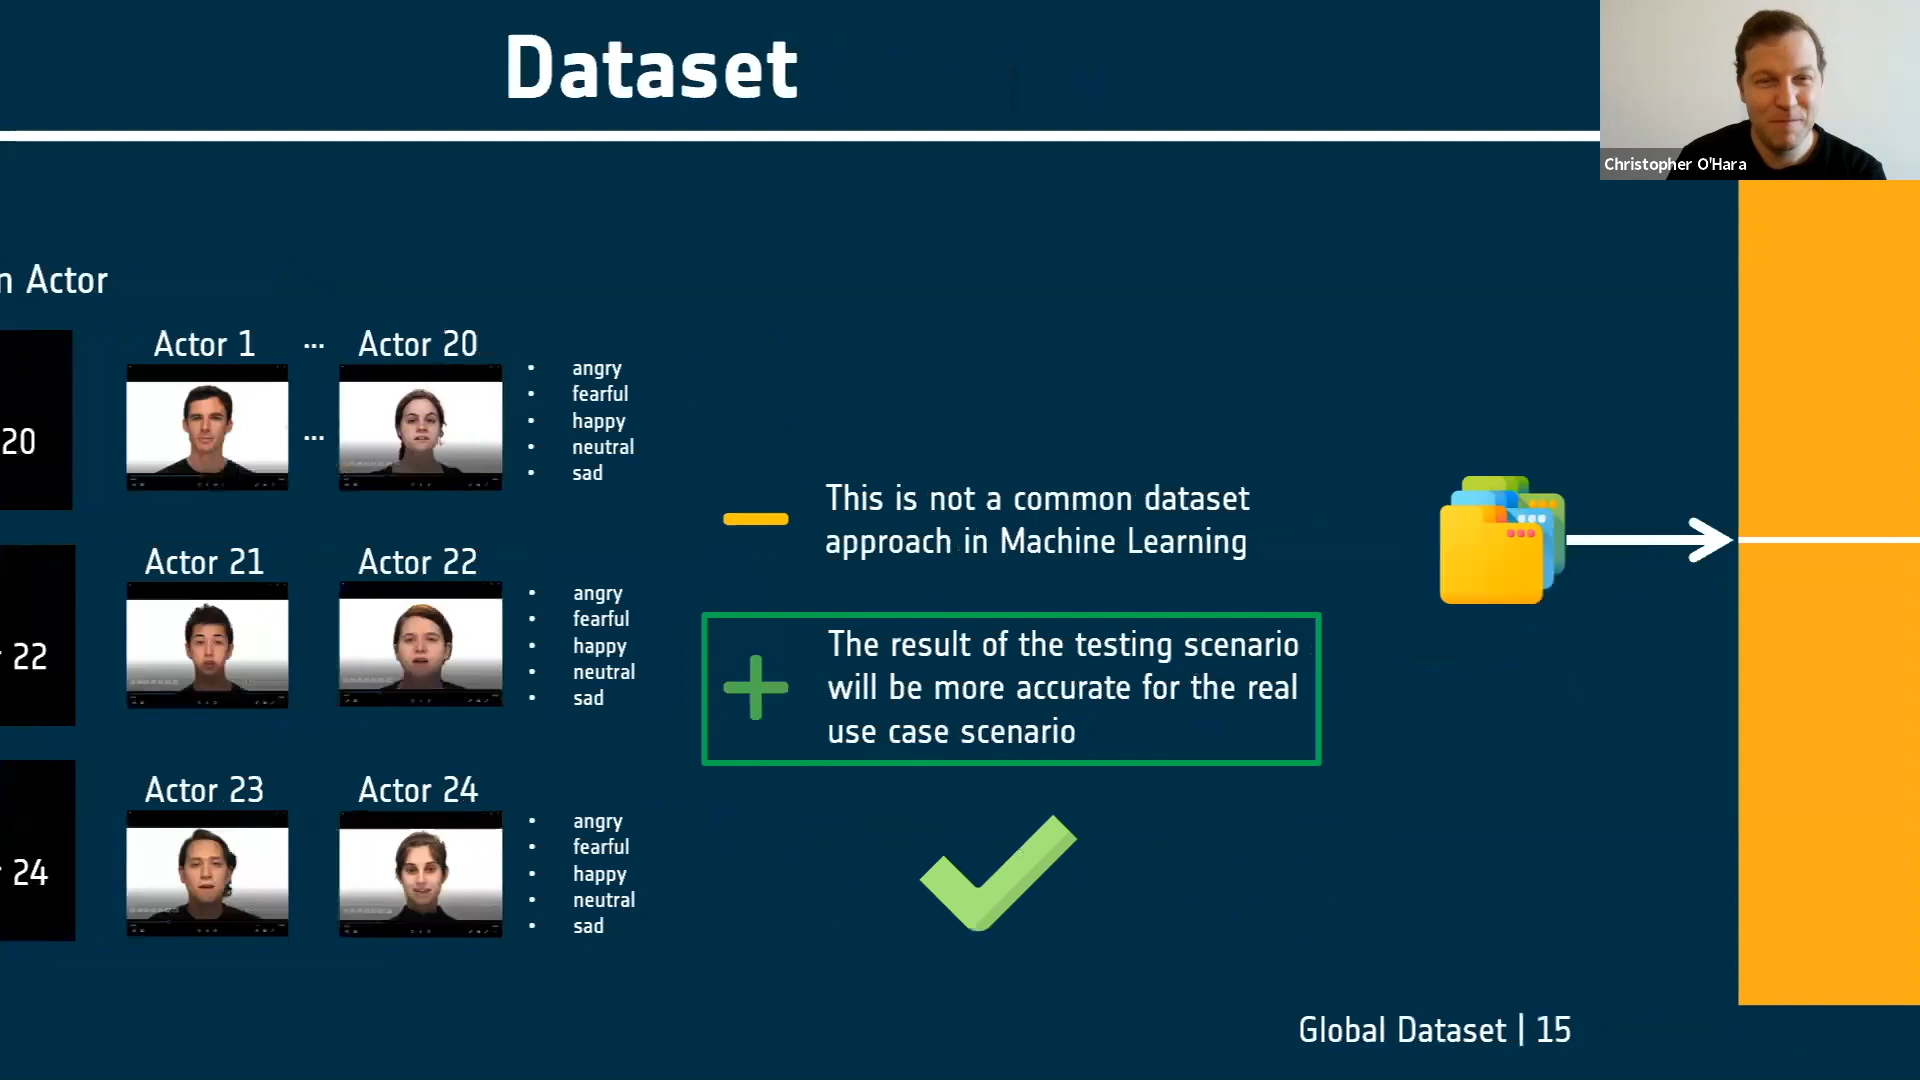 Dataset
Christopher O'Hara
n Actor
Actor 1 ... Actor 20
...
20
• angry
• fearful
• happy
• neutral
• sad
This is not a common dataset
approach in Machine Learning
Actor 21 Actor 22
22
• angry
• fearful
• happy
• neutral
• sad
The result of the testing scenario
will be more accurate for the real
use case scenario
Actor 23 Actor 24
24
• angry
• fearful
• happy
• neutral
• sad
Global Dataset | 15